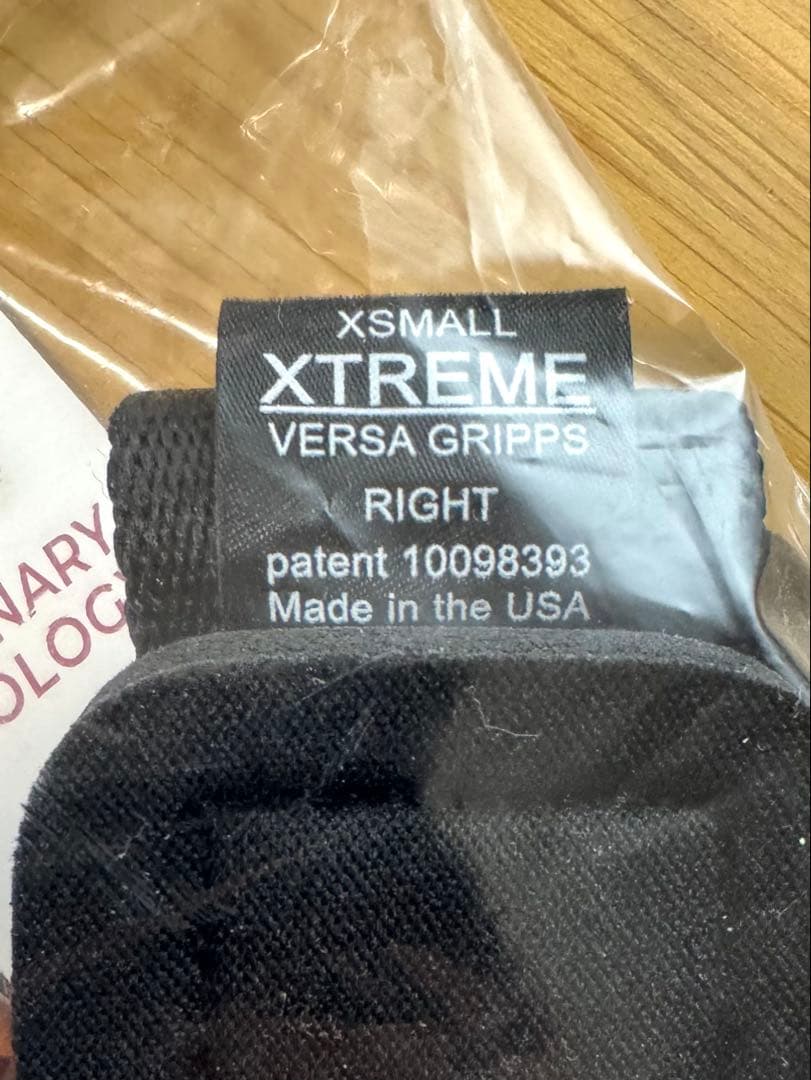 XSMALL
XTREME
VERSA GRIPPS
RIGHT
patent 10098393
Made in the USA